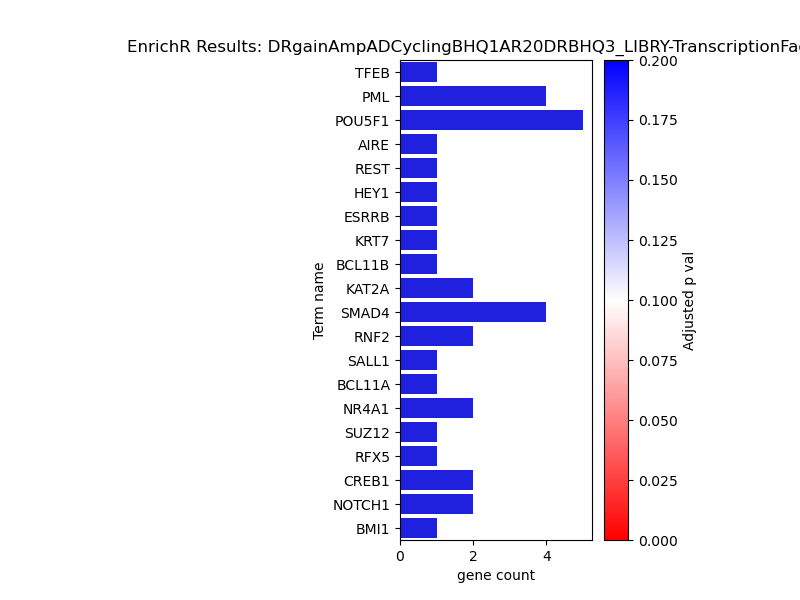 EnrichR Results: DRgainAmpADCyclingBHQ1AR20DRBHQ3_LIBRY-TranscriptionFac
TFEB
PML
POU5F1
AIRE
REST
HEY1
ESRRB
KRT7
BCL11B
KAT2A
SMAD4
RNF2
SALL1
BCL11A
NR4A1
SUZ12
RFX5
CREB1
NOTCH1
BMI1
Term name
0 2 4
gene count
0.200
0.175
0.150
0.125
0.100
0.075
0.050
0.025
0.000
Adjusted p val